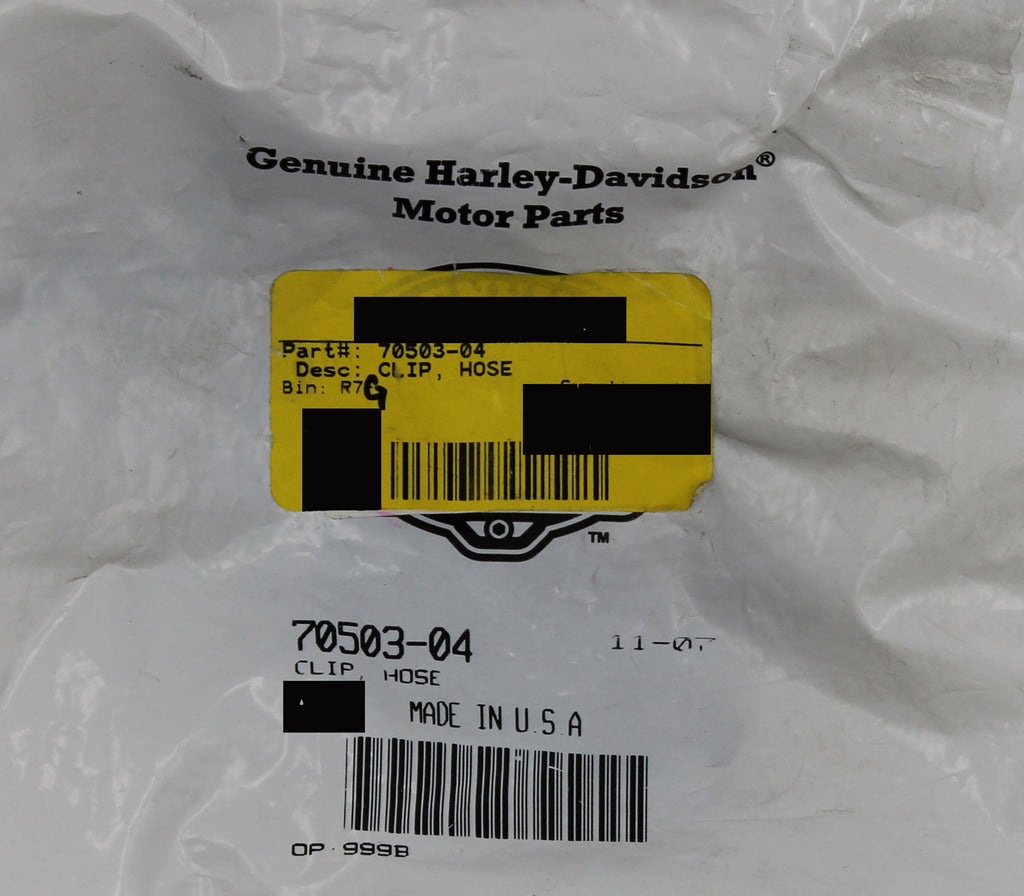 Genuine Harley-Davidson®
Motor Parts
Part#: 70503-04
Desc: CLIP, HOSE
Bin: R7G
TM
70503-04 11-07
CLIP, HOSE
MADE IN U.S.A
OP 999B